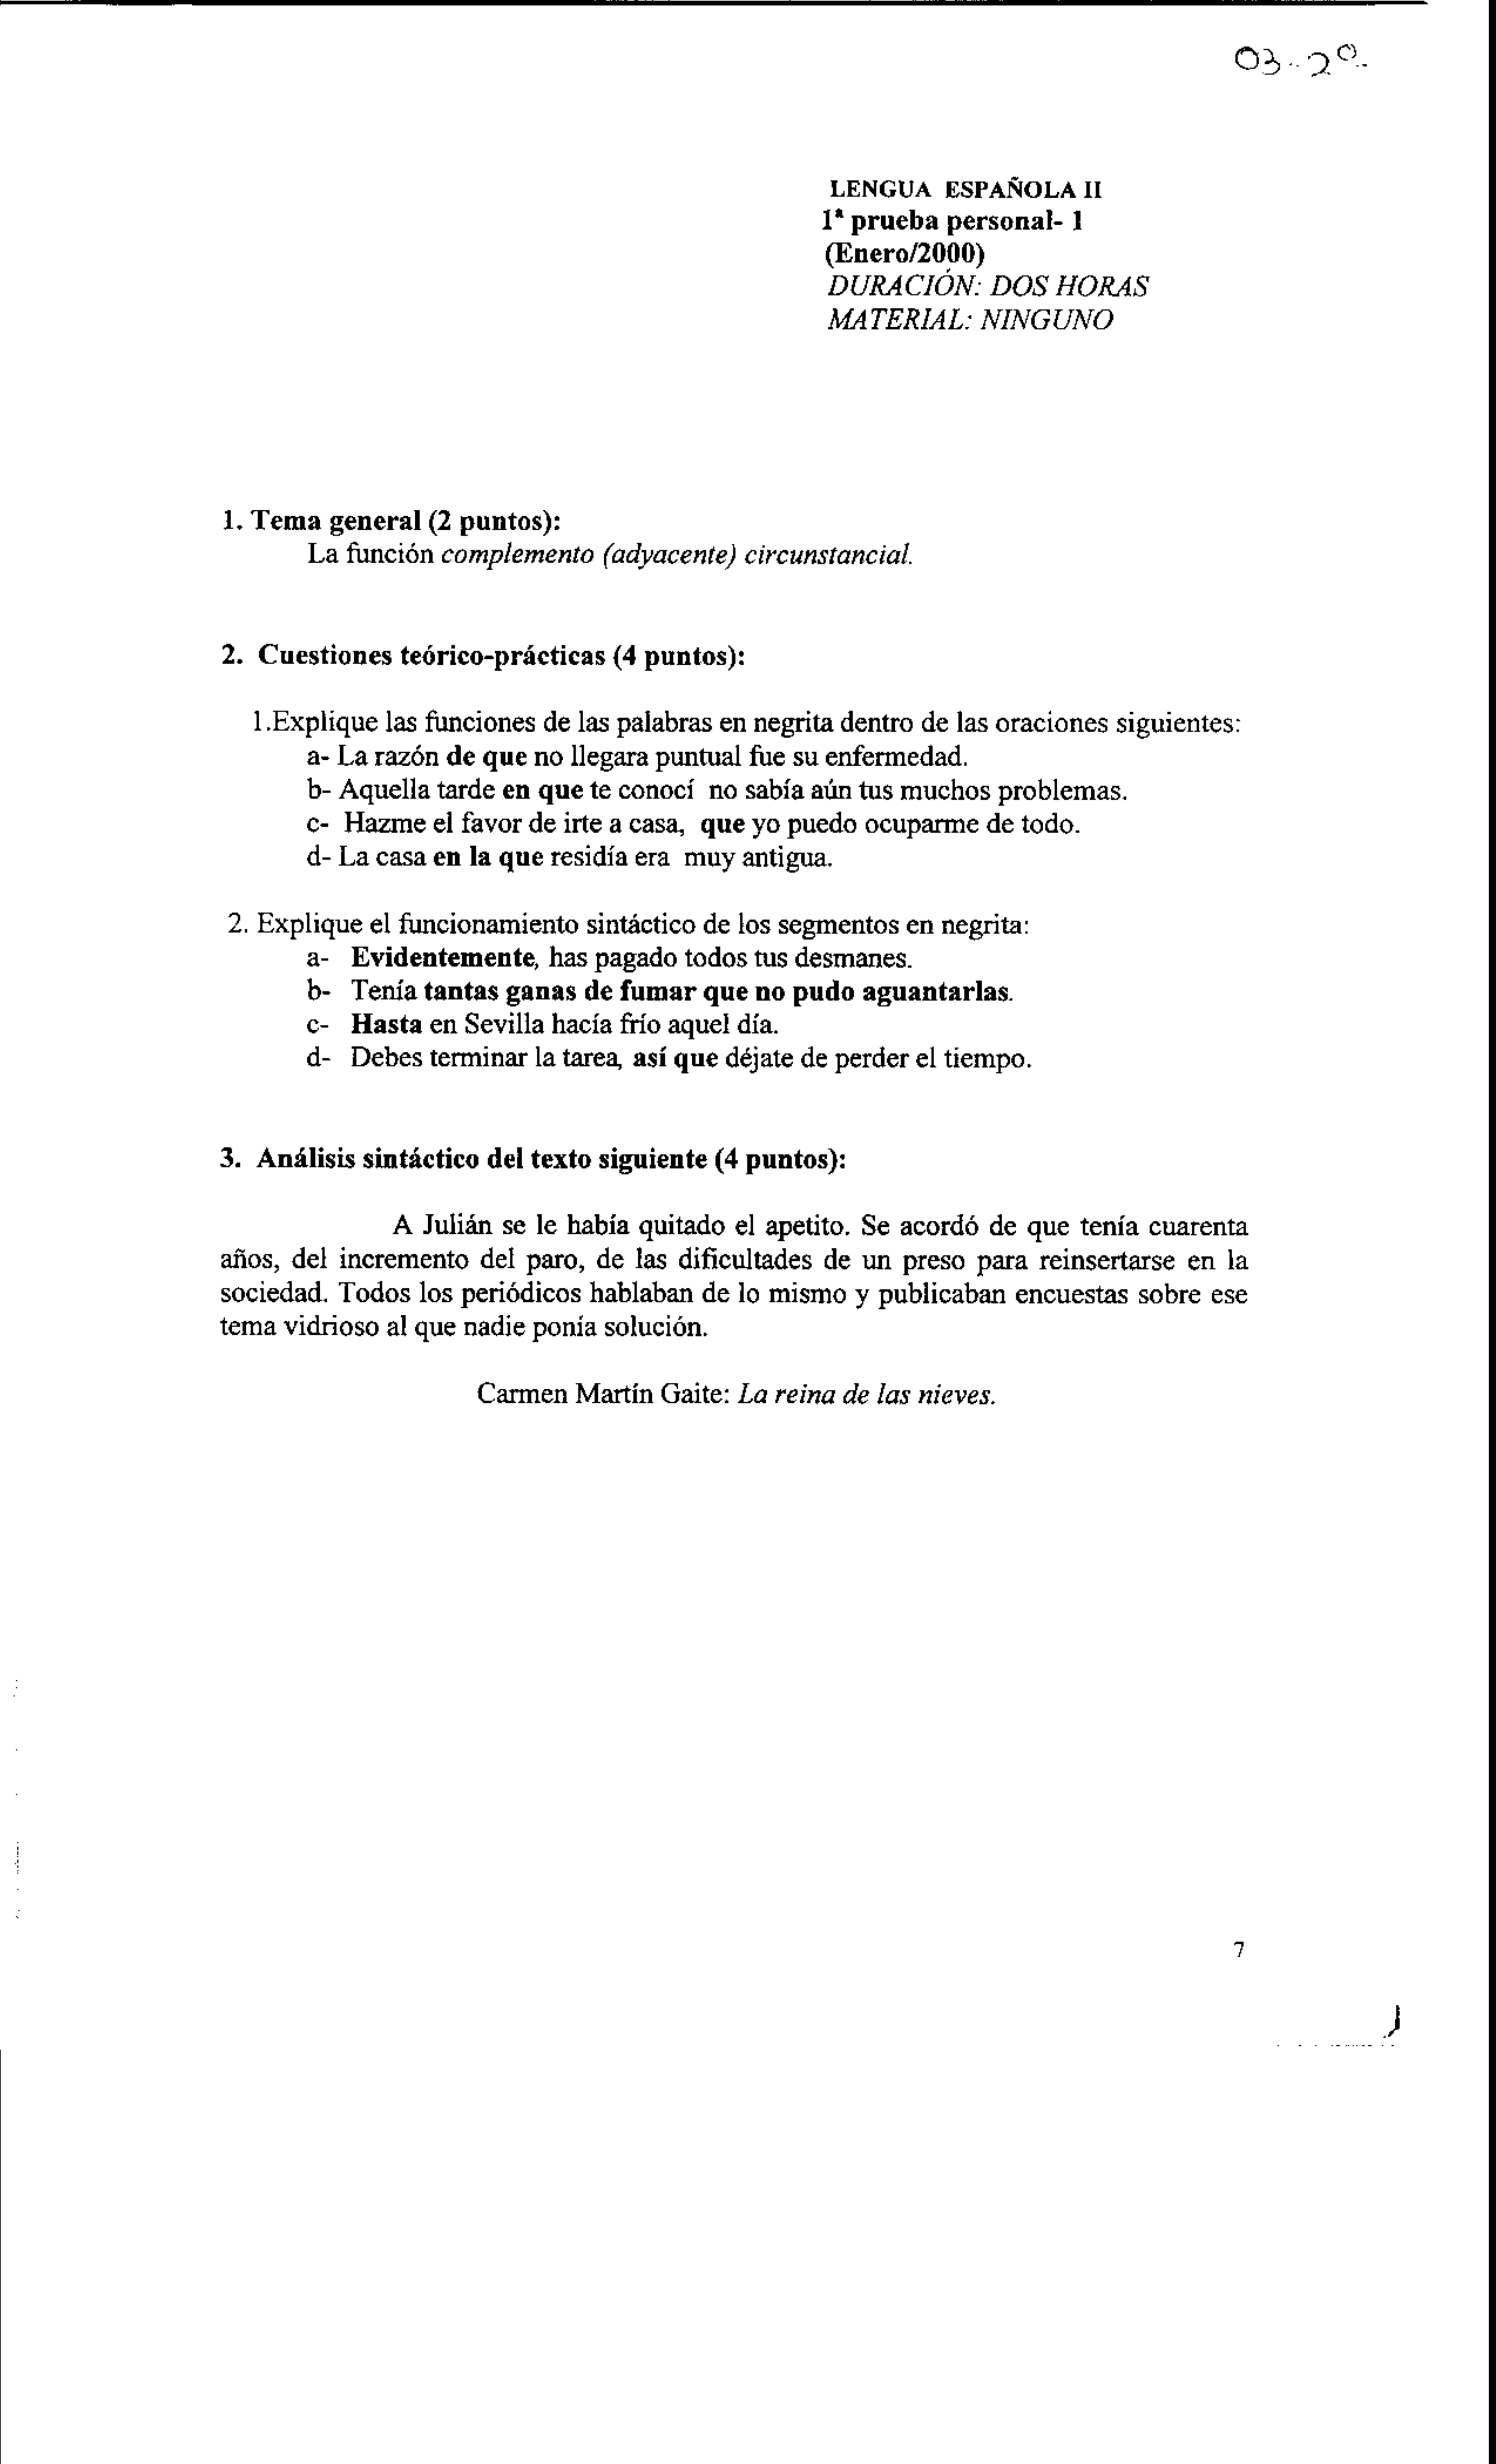 03-2º
LENGUA ESPAÑOLA II
1ª prueba personal- 1
(Enero/2000)
DURACIÓN: DOS HORAS
MATERIAL: NINGUNO
1. Tema general (2 puntos):
La función complemento (adyacente) circunstancial.
2. Cuestiones teórico-prácticas (4 puntos):
1.Explique las funciones de las palabras en negrita dentro de las oraciones siguientes:
a- La razón de que no llegara puntual fue su enfermedad.
b- Aquella tarde en que te conocí no sabía aún tus muchos problemas.
c- Hazme el favor de irte a casa, que yo puedo ocuparme de todo.
d- La casa en la que residía era muy antigua.
2. Explique el funcionamiento sintáctico de los segmentos en negrita:
a- Evidentemente, has pagado todos tus desmanes.
b- Tenía tantas ganas de fumar que no pudo aguantarlas.
c- Hasta en Sevilla hacía frío aquel día.
d- Debes terminar la tarea, así que déjate de perder el tiempo.
3. Análisis sintáctico del texto siguiente (4 puntos):
A Julián se le había quitado el apetito. Se acordó de que tenía cuarenta
años, del incremento del paro, de las dificultades de un preso para reinsertarse en la
sociedad. Todos los periódicos hablaban de lo mismo y publicaban encuestas sobre ese
tema vidrioso al que nadie ponía solución.
Carmen Martín Gaite: La reina de las nieves.
7